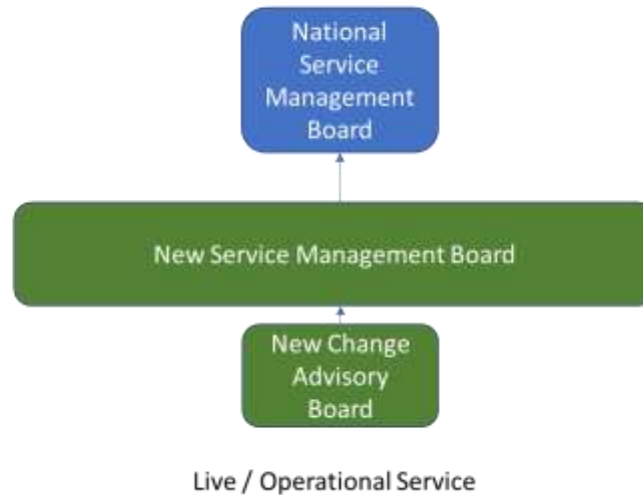 National
Service
Management
Board
New Service Management Board
New Change
Advisory
Board
Live / Operational Service